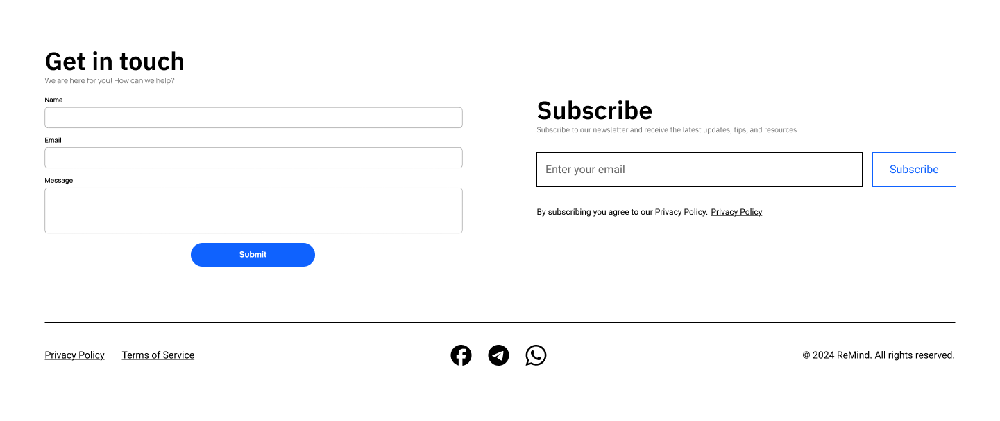 Get in touch
We are here for you! How can we help?
Name
Email
Message
Submit
Subscribe
Subscribe to our newsletter and receive the latest updates, tips, and resources
Enter your email
Subscribe
By subscribing you agree to our Privacy Policy. Privacy Policy
Privacy Policy
Terms of Service
© 2024 ReMind. All rights reserved.